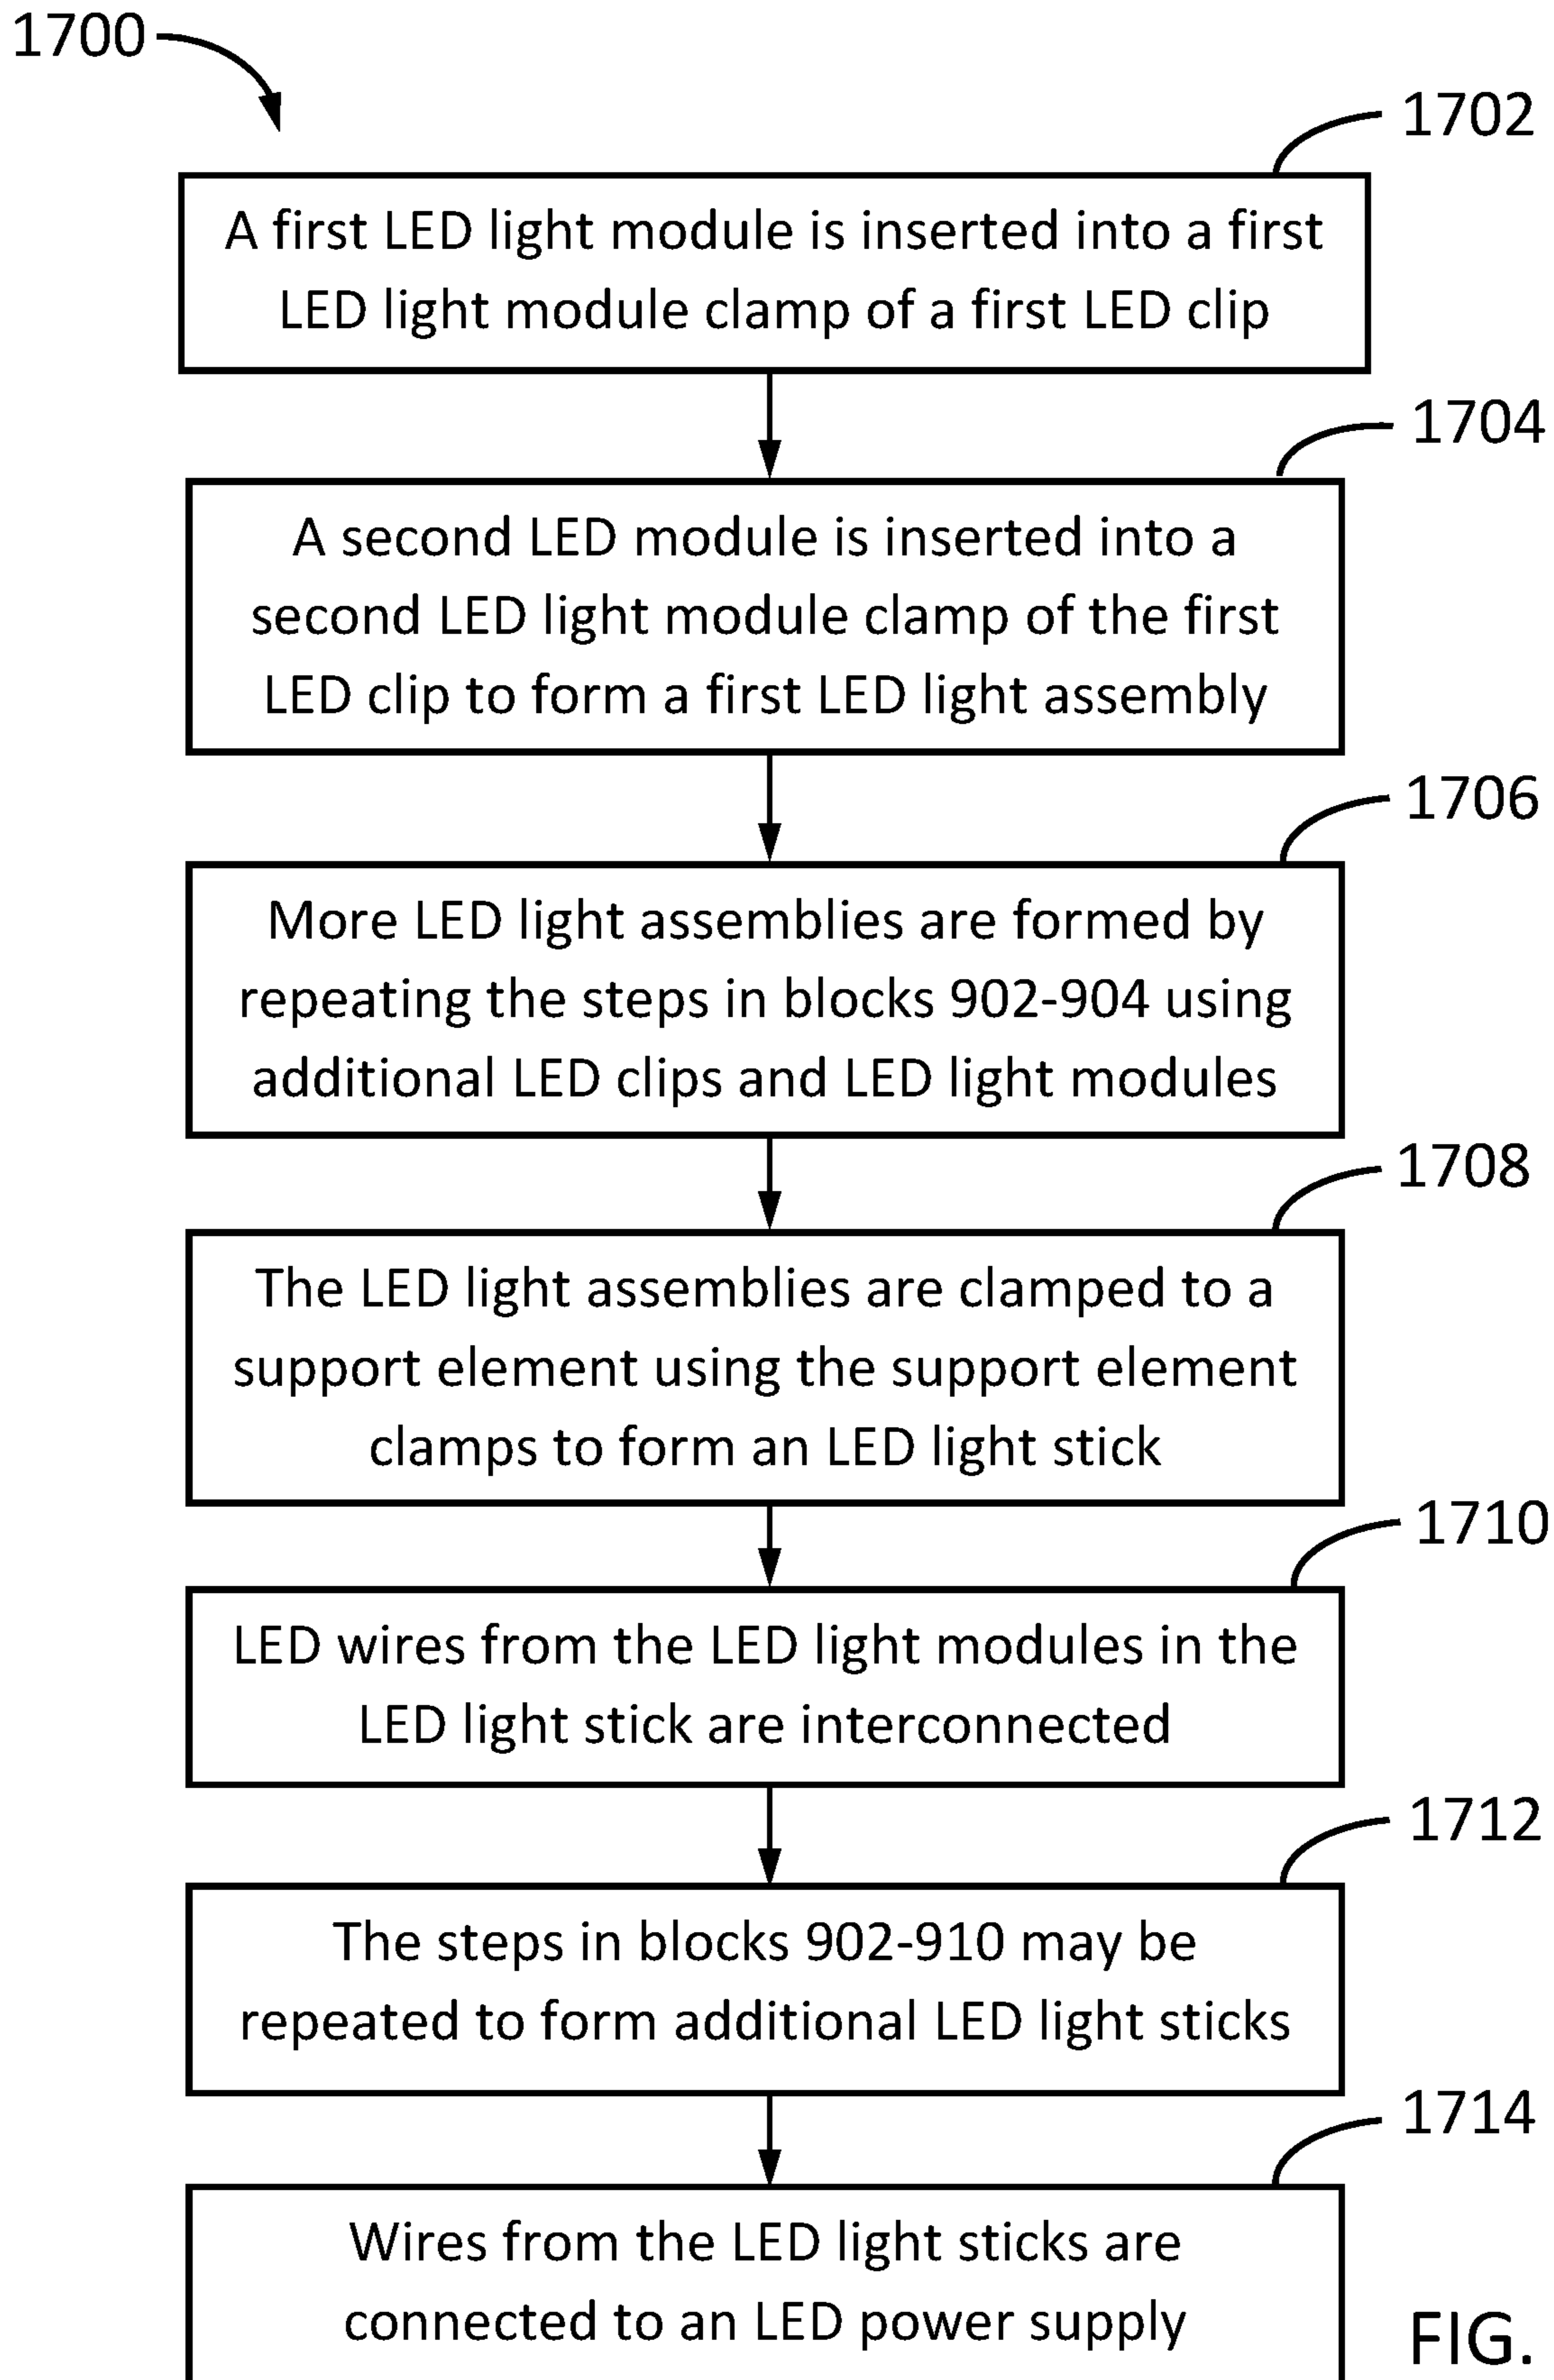 1700
1702
A first LED light module is inserted into a first
LED light module clamp of a first LED clip
1704
A second LED module is inserted into a
second LED light module clamp of the first
LED clip to form a first LED light assembly
1706
More LED light assemblies are formed by
repeating the steps in blocks 902-904 using
additional LED clips and LED light modules
1708
The LED light assemblies are clamped to a
support element using the support element
clamps to form an LED light stick
1710
LED wires from the LED light modules in the
LED light stick are interconnected
1712
The steps in blocks 902-910 may be
repeated to form additional LED light sticks
1714
Wires from the LED light sticks are
connected to an LED power supply
FIG.